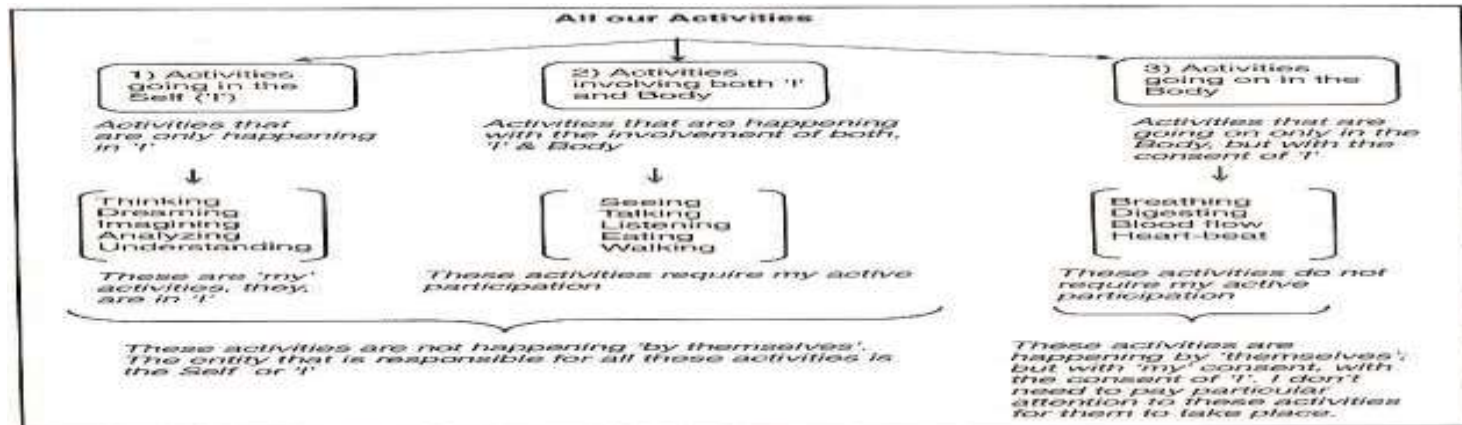 All our Activities
1) Activities
going in the
Self ('I')
Activities that
are only happening
in 'I'
Thinking
Dreaming
Imagining
Analyzing
Understanding
These are 'my'
activities, they,
are in 'I'
2) Activities
involving both 'I'
and Body
Activities that are happening
with the involvement of both,
'I' & Body
Seeing
Talking
Listening
Eating
Walking
These activities require my active
participation
These activities are not happening 'by themselves'.
The entity that is responsible for all these activities is
the Self or 'I'
3) Activities
going on in the
Body
Activities that are
going on only in the
Body, but with the
consent of 'I'
Breathing
Digesting
Blood flow
Heart-beat
These activities do not
require my active
participation
These activities are
happening by 'themselves',
but with 'my' consent, with
the consent of 'I'. I don't
need to pay particular
attention to these activities
for them to take place.